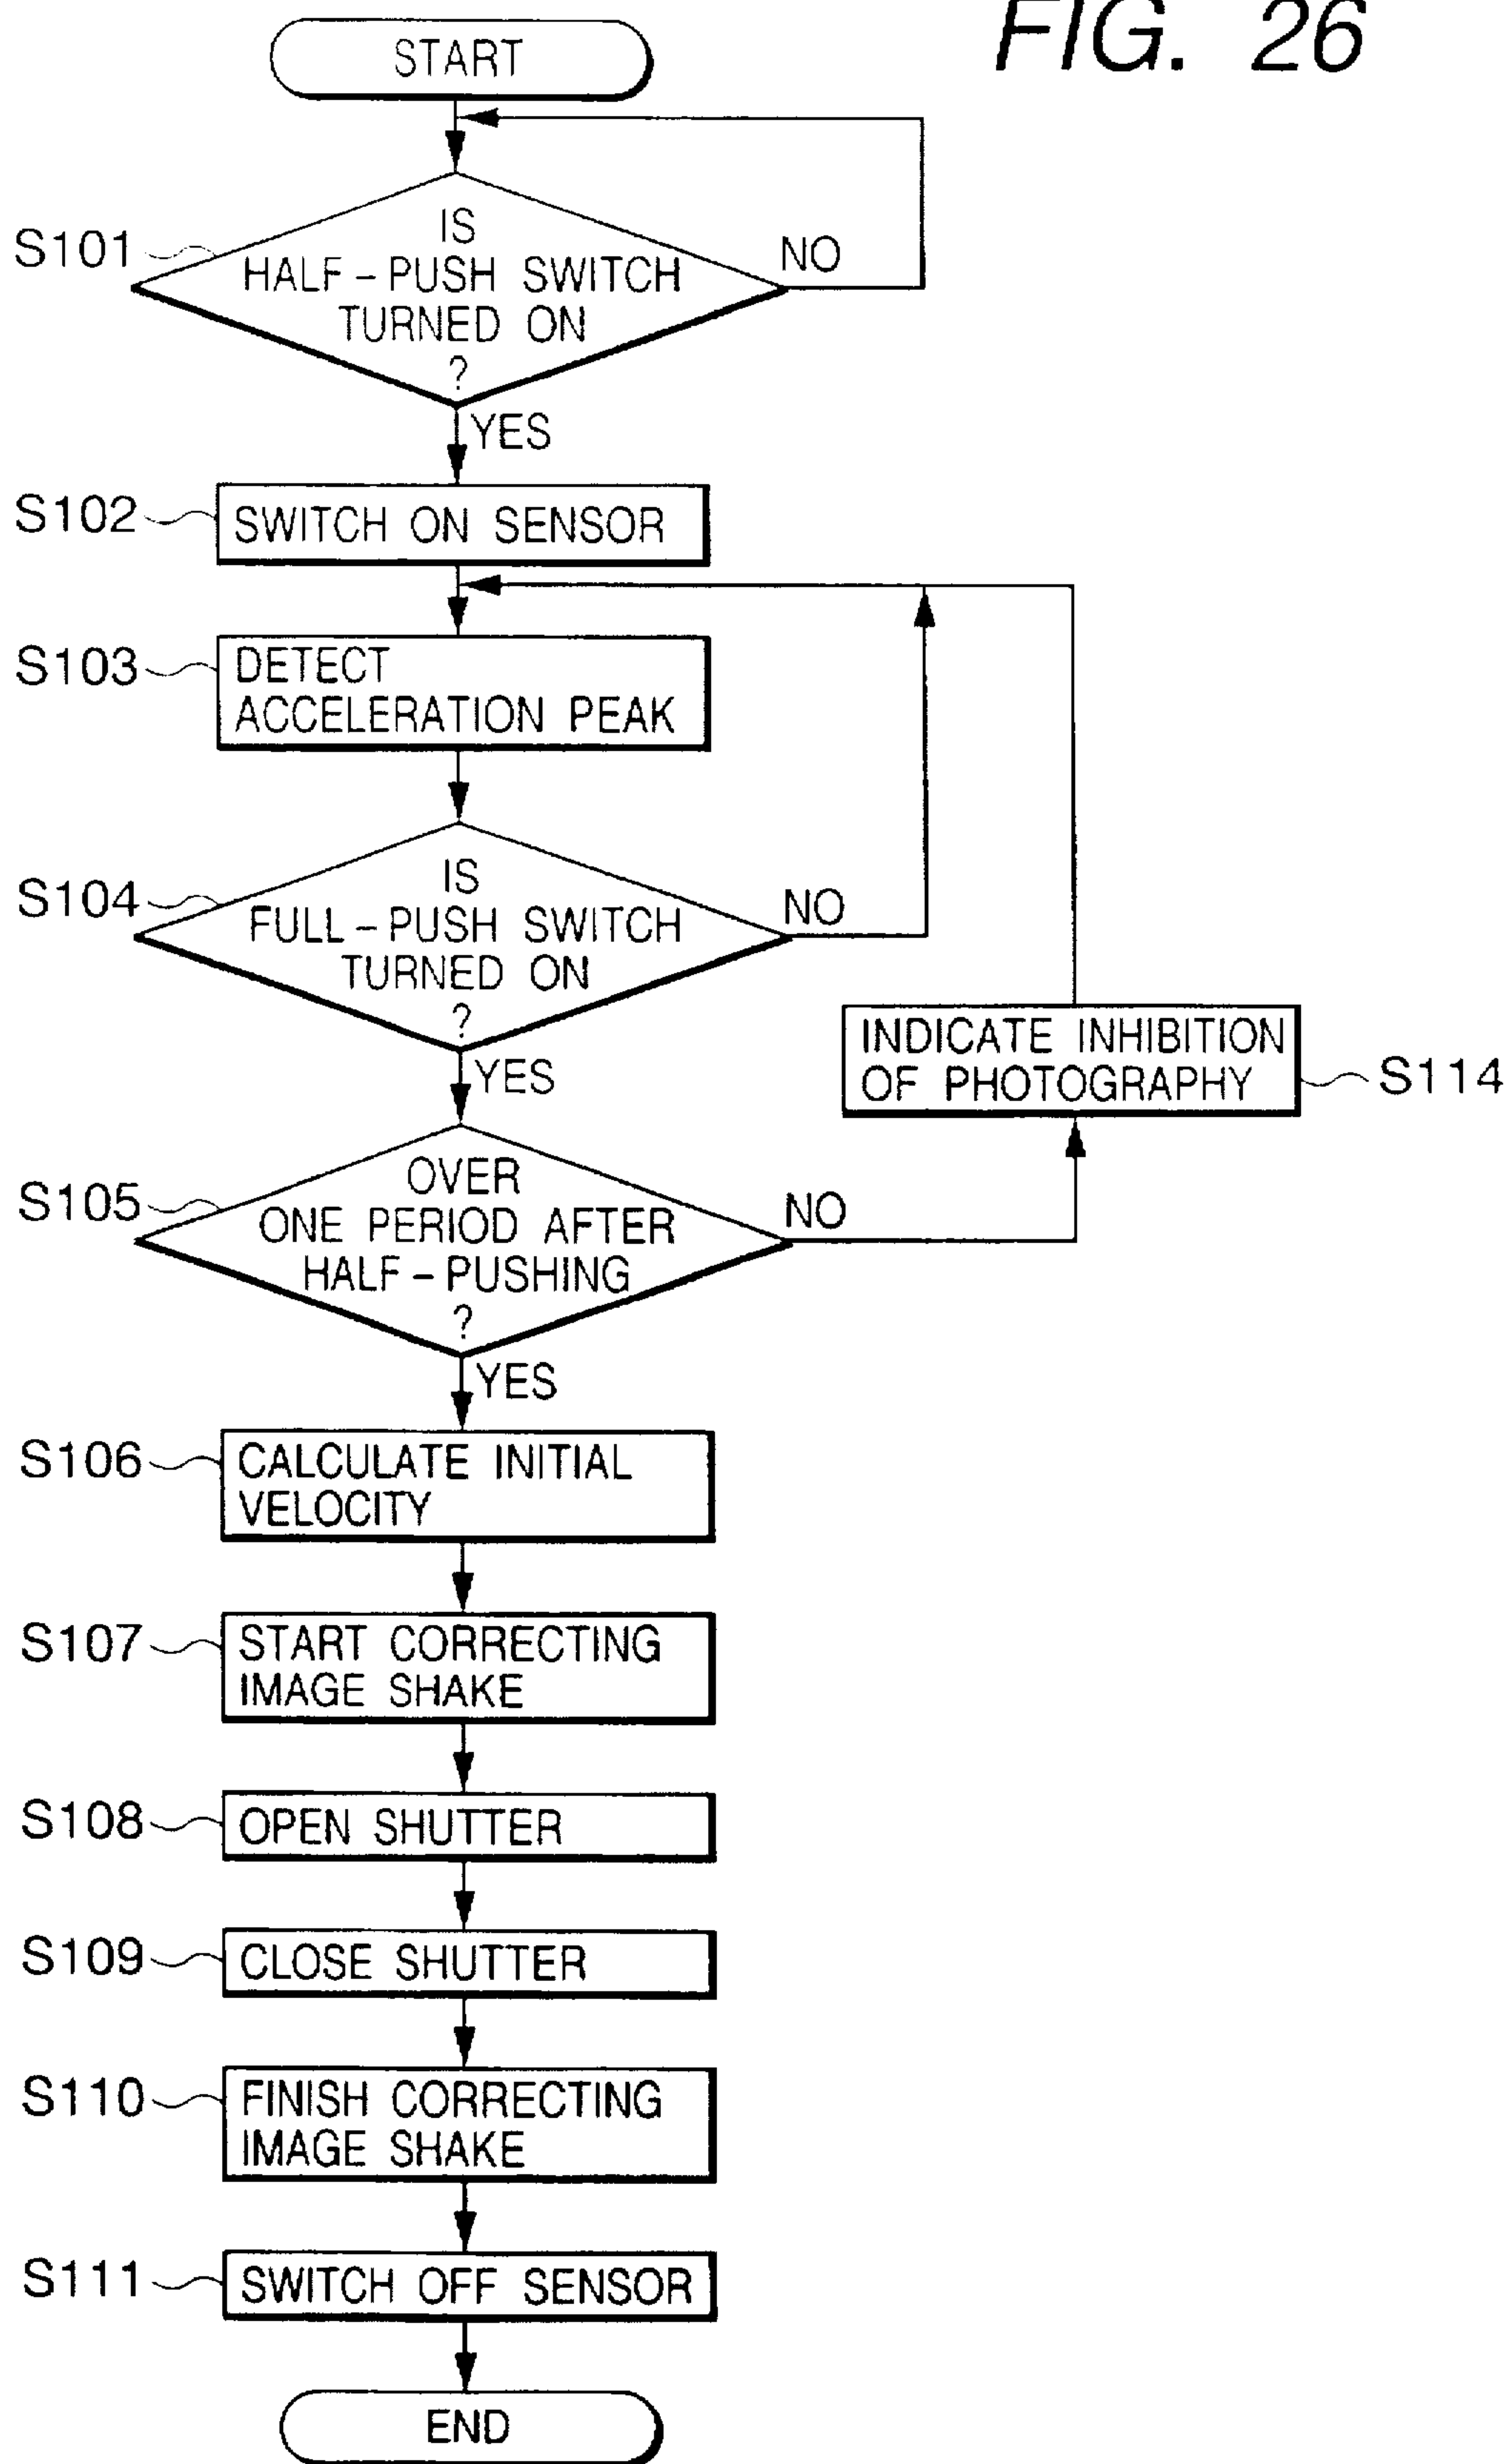 FIG. 26
START
S101
IS
HALF-PUSH SWITCH
TURNED ON
?
NO
YES
S102
SWITCH ON SENSOR
S103
DETECT
ACCELERATION PEAK
S104
IS
FULL-PUSH SWITCH
TURNED ON
?
NO
YES
INDICATE INHIBITION
OF PHOTOGRAPHY
S114
S105
OVER
ONE PERIOD AFTER
HALF-PUSHING
?
NO
YES
S106
CALCULATE INITIAL
VELOCITY
S107
START CORRECTING
IMAGE SHAKE
S108
OPEN SHUTTER
S109
CLOSE SHUTTER
S110
FINISH CORRECTING
IMAGE SHAKE
S111
SWITCH OFF SENSOR
END